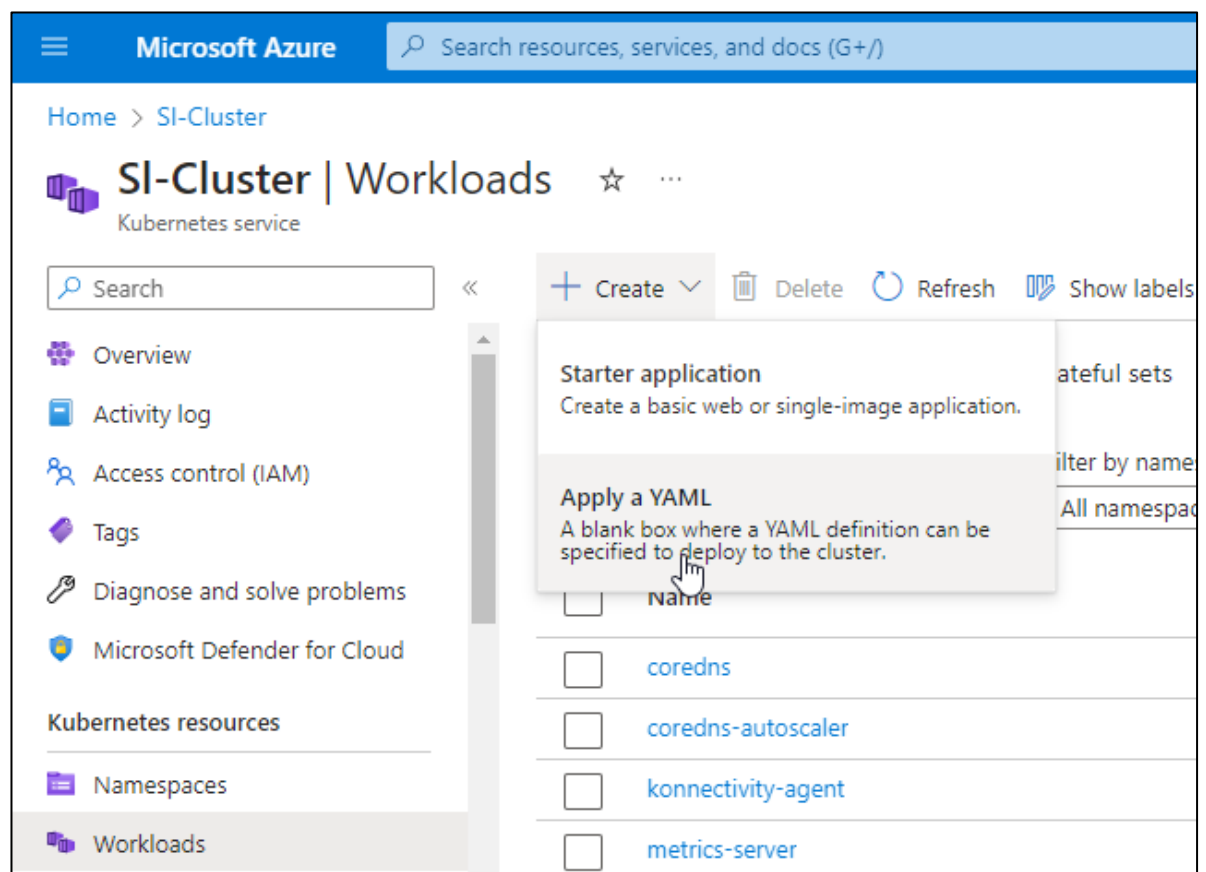 Microsoft Azure
Search resources, services, and docs (G+/)
Home > Sl-Cluster
Sl-Cluster | Workloads
Kubernetes service
Search
«
Create
Delete
Refresh
Show labels
Overview
Activity log
Access control (IAM)
Tags
Diagnose and solve problems
Microsoft Defender for Cloud
Kubernetes resources
Namespaces
Workloads
Starter application
Create a basic web or single-image application.
Apply a YAML
A blank box where a YAML definition can be
specified to deploy to the cluster.
ateful sets
ilter by names
All namespac
Name
coredns
coredns-autoscaler
konnectivity-agent
metrics-server